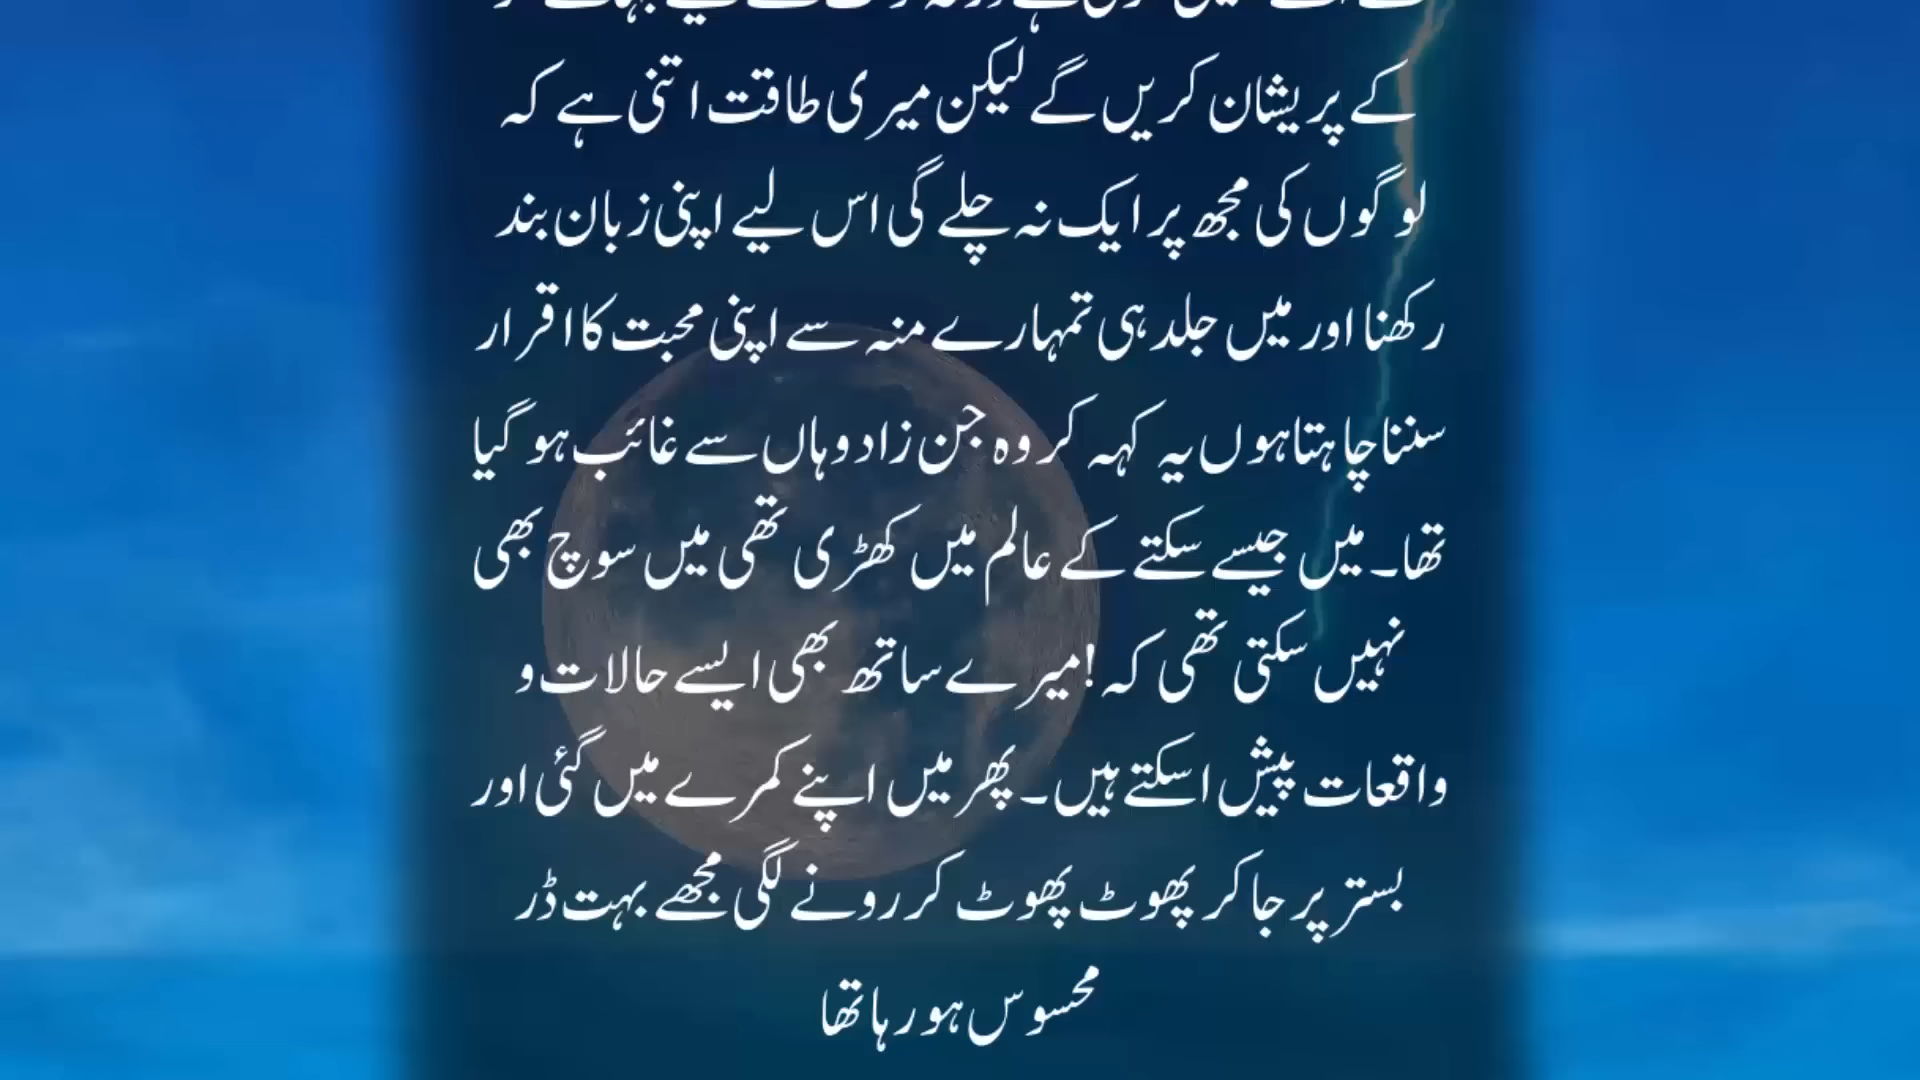 کے پریشان کریں گے لیکن میری طاقت اتنی ہے کہ
لوگوں کی مجھ پر ایک نہ چلے گی اس لیے اپنی زبان بند
رکھنا اور میں جلد ہی تمہارے منہ سے اپنی محبت کا اقرار
سننا چاہتا ہوں یہ کہہ کر وہ جن زاد وہاں سے غائب ہو گیا
تھا۔ میں جیسے سکتے کے عالم میں کھڑی تھی میں سوچ بھی
نہیں سکتی تھی کہ !میرے ساتھ بھی ایسے حالات و
واقعات پیش اسکتے ہیں۔ پھر میں اپنے کمرے میں گئی اور
بستر پر جا کر پھوٹ پھوٹ کر رونے لگی مجھے بہت ڈر
محسوس ہو رہا تھا